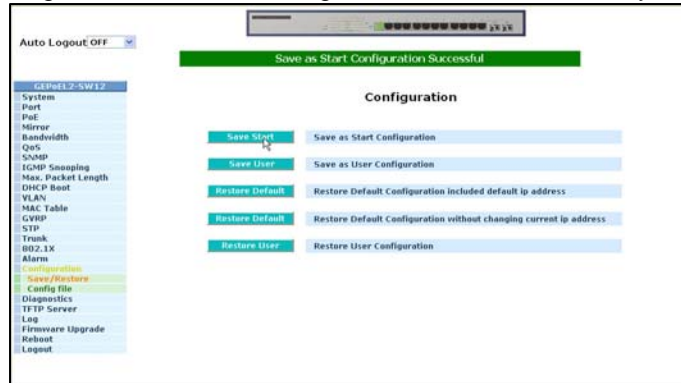 Auto Logout OFF
Save as Start Configuration Successful
GEPoEL2-SW12
System
Port
PoE
Mirror
Bandwidth
QoS
SNMP
IGMP Snooping
Max. Packet Length
DHCP Boot
VLAN
MAC Table
GVRP
STP
Trunk
802.1X
Alarm
Configuration
Save/Restore
Config file
Diagnostics
TFTP Server
Log
Firmware Upgrade
Reboot
Logout
Configuration
Save Start Save as Start Configuration
Save User Save as User Configuration
Restore Default Restore Default Configuration included default ip address
Restore Default Restore Default Configuration without changing current ip address
Restore User Restore User Configuration